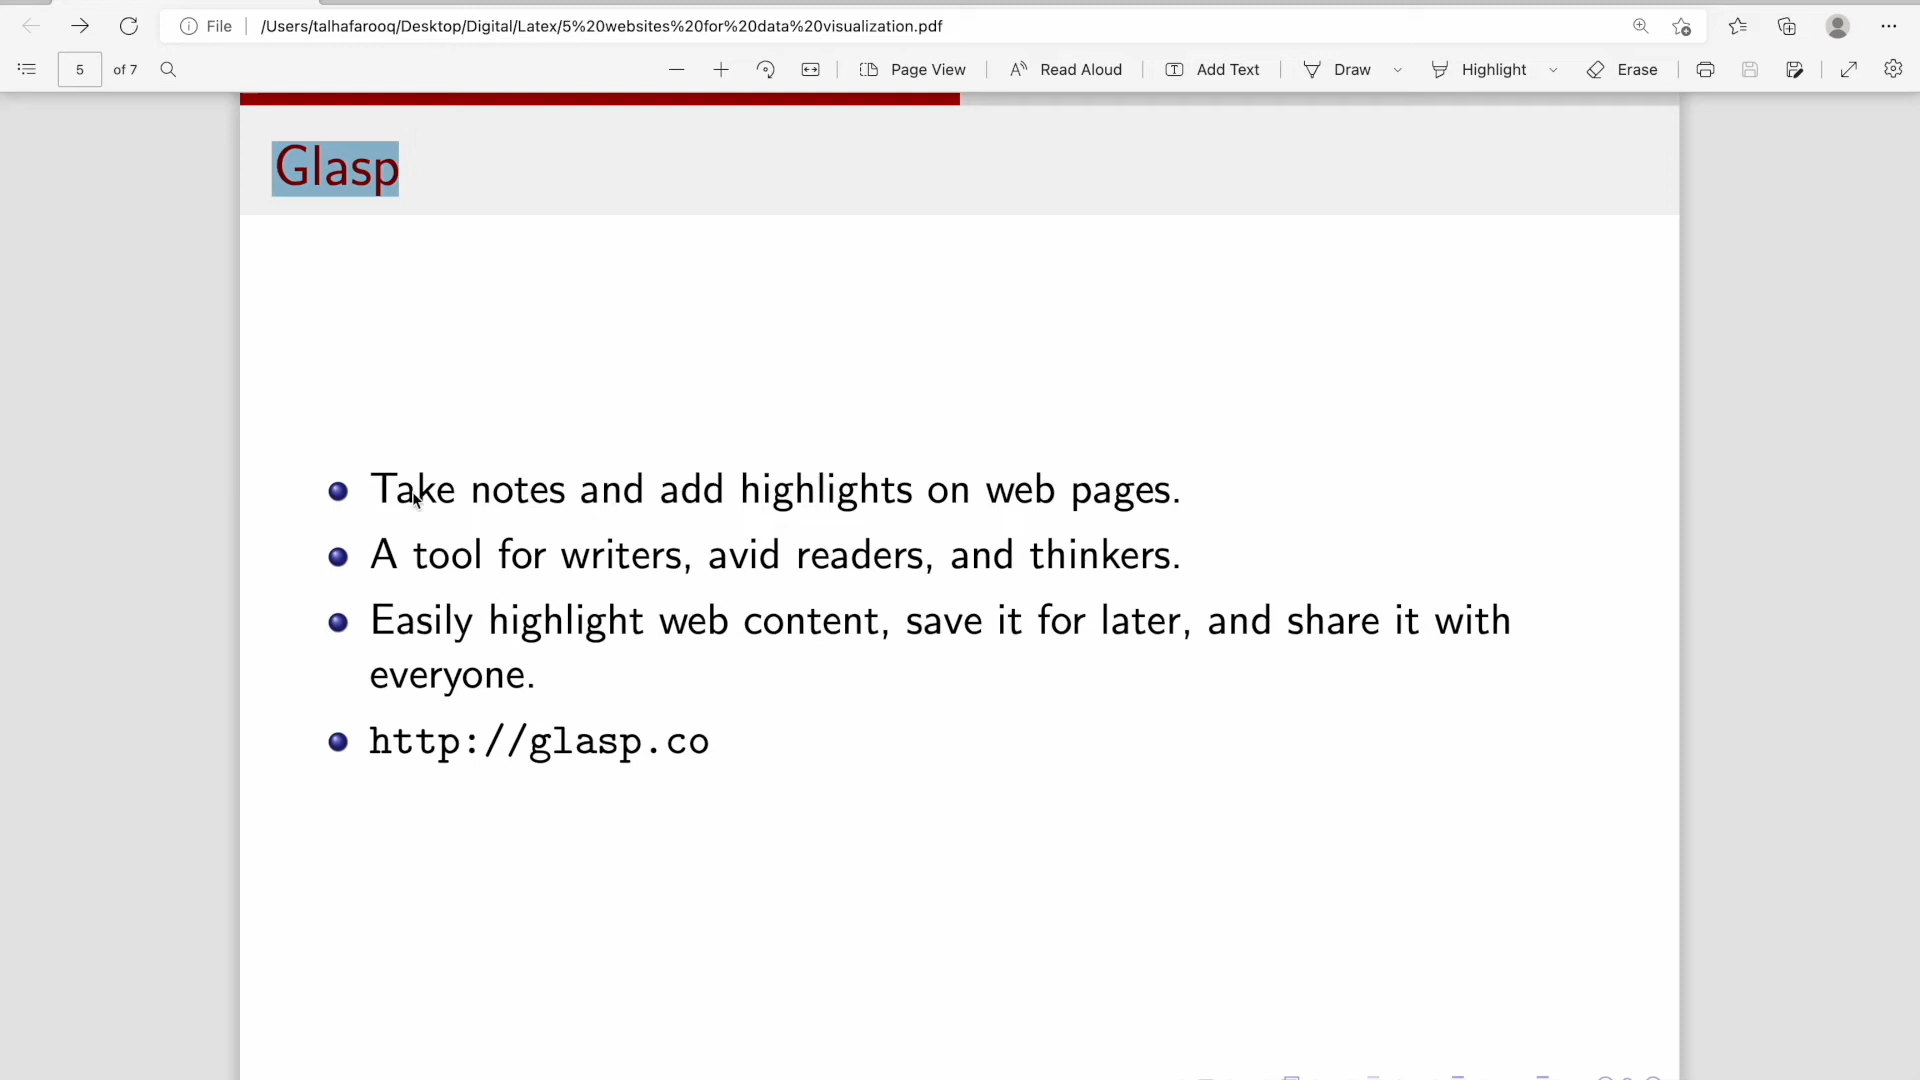 File /Users/talhafarooq/Desktop/Digital/Latex/5%20websites%20for%20data%20visualization.pdf
5 of 7 Page View Read Aloud Add Text Draw Highlight Erase
Glasp
Take notes and add highlights on web pages.
A tool for writers, avid readers, and thinkers.
Easily highlight web content, save it for later, and share it with
everyone.
http://glasp.co